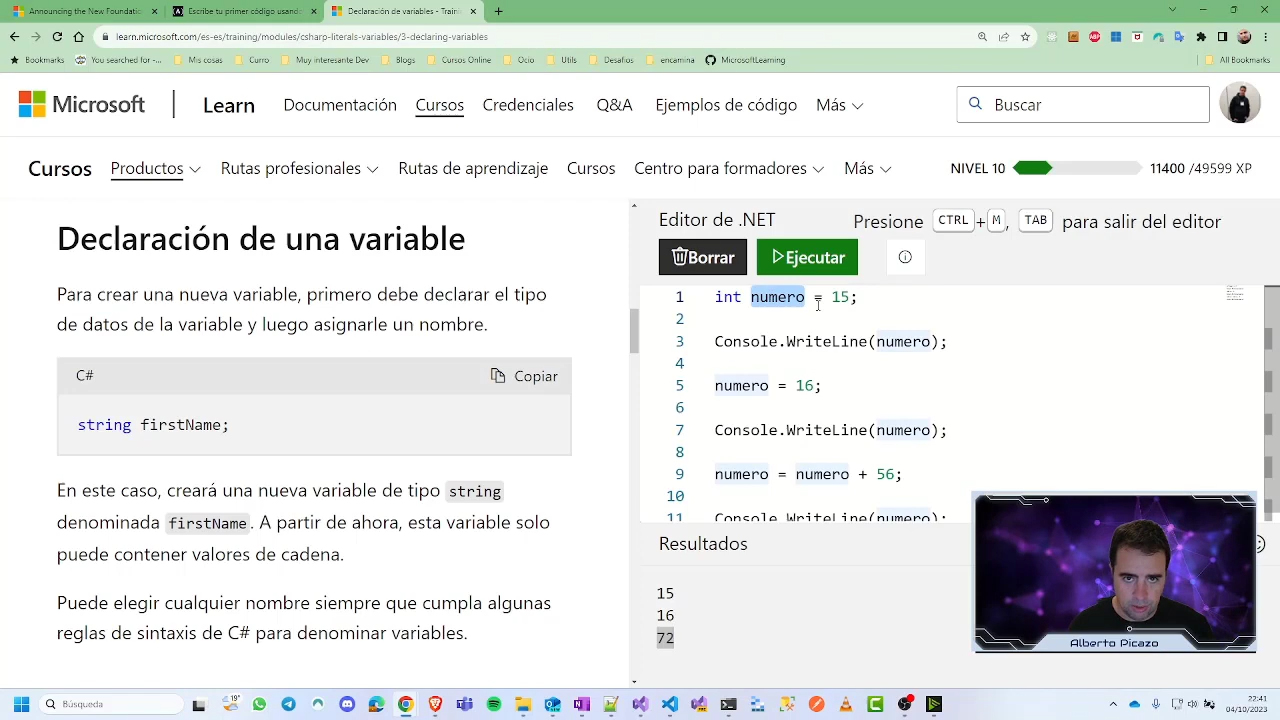 Announcing the New Foundatio
Escribe tu primer código usando
Declaración de variables - Train
learn.microsoft.com/es-es/training/modules/csharp-literals-variables/3-declaring-variables
Bookmarks
You searched for -...
Mis cosas
Curro
Muy interesante Dev
Blogs
Cursos Online
Ocio
Utils
Desafios
encamina
MicrosoftLearning
All Bookmarks
Microsoft
Learn
Documentación
Cursos
Credenciales
Q&A
Ejemplos de código
Más
Buscar
Cursos
Productos
Rutas profesionales
Rutas de aprendizaje
Cursos
Centro para formadores
Más
NIVEL 10
11400 /49599 XP
Declaración de una variable
Para crear una nueva variable, primero debe declarar el tipo
de datos de la variable y luego asignarle un nombre.
C#
Copiar
string firstName;
En este caso, creará una nueva variable de tipo string
denominada firstName. A partir de ahora, esta variable solo
puede contener valores de cadena.
Puede elegir cualquier nombre siempre que cumpla algunas
reglas de sintaxis de C# para denominar variables.
Editor de .NET
Presione CTRL+M, TAB para salir del editor
Borrar
Ejecutar
1 int numero = 15;
2
3 Console.WriteLine(numero);
4
5 numero = 16;
6
7 Console.WriteLine(numero);
8
9 numero = numero + 56;
10
11 Console.WriteLine(numero);
Resultados
15
16
72
Alberto Picazo
Búsqueda
19°
22:41
04/10/2023